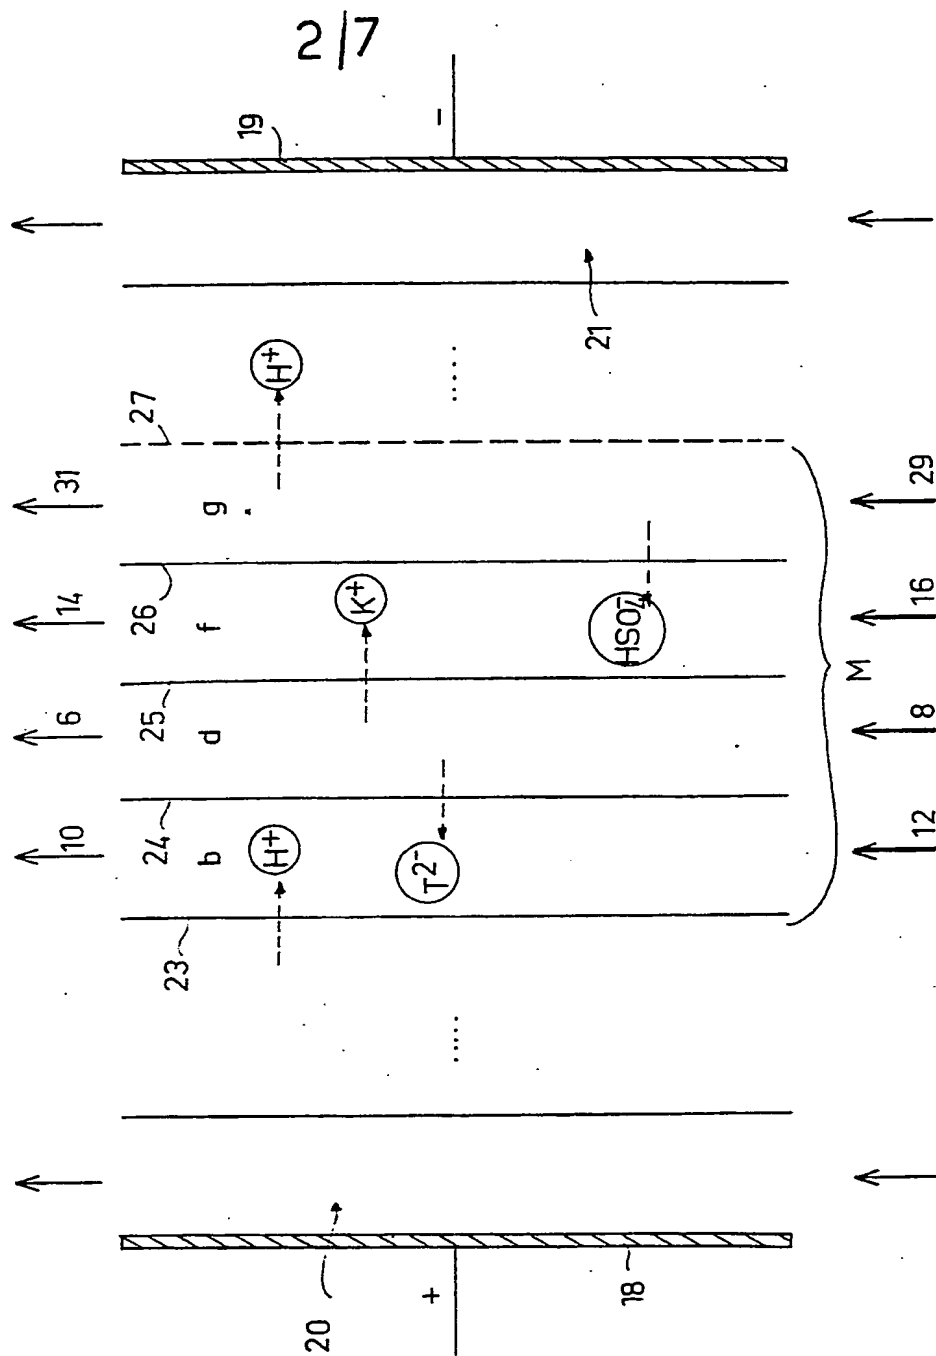 2/7
10 6 14 31
23 24 25 26 27
b d f g
19
H⁺ H⁺
20
K⁺
T²⁻
+ -
..... .....
21
HSO₄⁻
18
M
12 8 16 29